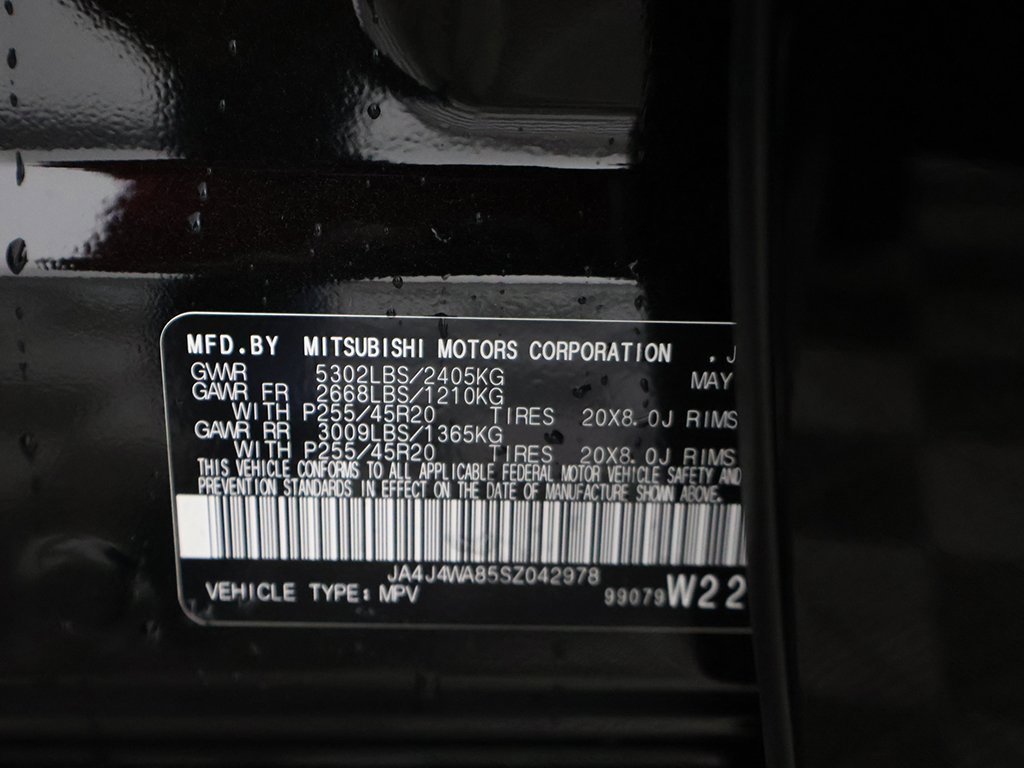 MFD.BY MITSUBISHI MOTORS CORPORATION . J
GVWR 5302LBS/2405KG MAY
GAWR FR 2668LBS/1210KG
WITH P255/45R20 TIRES 20X8.0J RIMS
GAWR RR 3009LBS/1365KG
WITH P255/45R20 TIRES 20X8.0J RIMS
THIS VEHICLE CONFORMS TO ALL APPLICABLE FEDERAL MOTOR VEHICLE SAFETY AND
PREVENTION STANDARDS IN EFFECT ON THE DATE OF MANUFACTURE SHOWN ABOVE.
JA4J4WA85SZ042978
VEHICLE TYPE: MPV 99079 W22